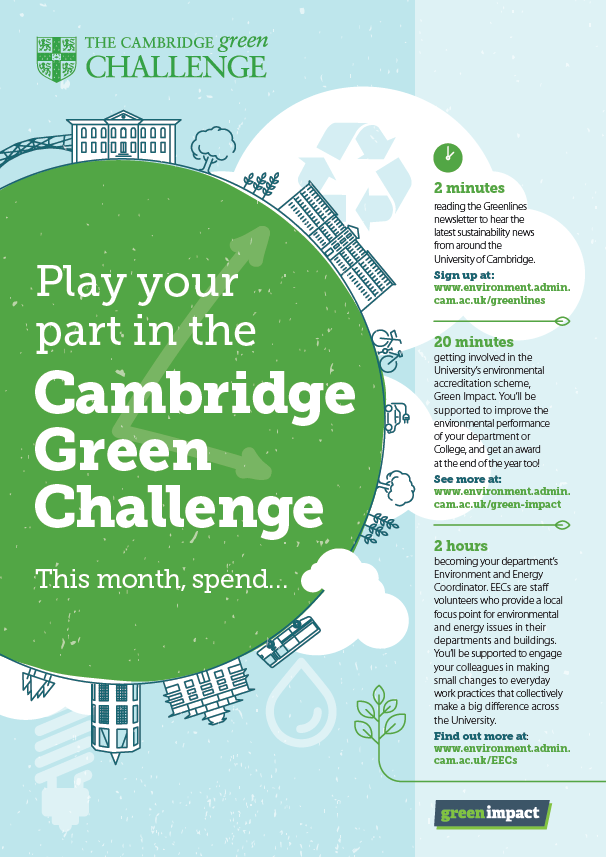 THE CAMBRIDGE green
CHALLENGE
Play your
part in the
Cambridge
Green
Challenge
This month, spend...
2 minutes
reading the Greenlines
newsletter to hear the
latest sustainability news
from around the
University of Cambridge.
Sign up at:
www.environment.admin.
cam.ac.uk/greenlines
20 minutes
getting involved in the
University's environmental
accreditation scheme,
Green Impact. You'll be
supported to improve the
environmental performance
of your department or
College, and get an award
at the end of the year too!
See more at:
www.environment.admin.
cam.ac.uk/green-impact
2 hours
becoming your department's
Environment and Energy
Coordinator. EECs are staff
volunteers who provide a local
focus point for environmental
and energy issues in their
departments and buildings.
You'll be supported to engage
your colleagues in making
small changes to everyday
work practices that collectively
make a big difference across
the University.
Find out more at:
www.environment.admin.
cam.ac.uk/EECs
greenimpact